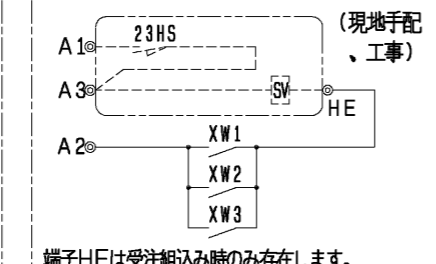 (現地手配
、工事)
23HS
A1
A3
SV
HE
A2
XW1
XW2
XW3
端子HEは受注組込み時のみ存在します。